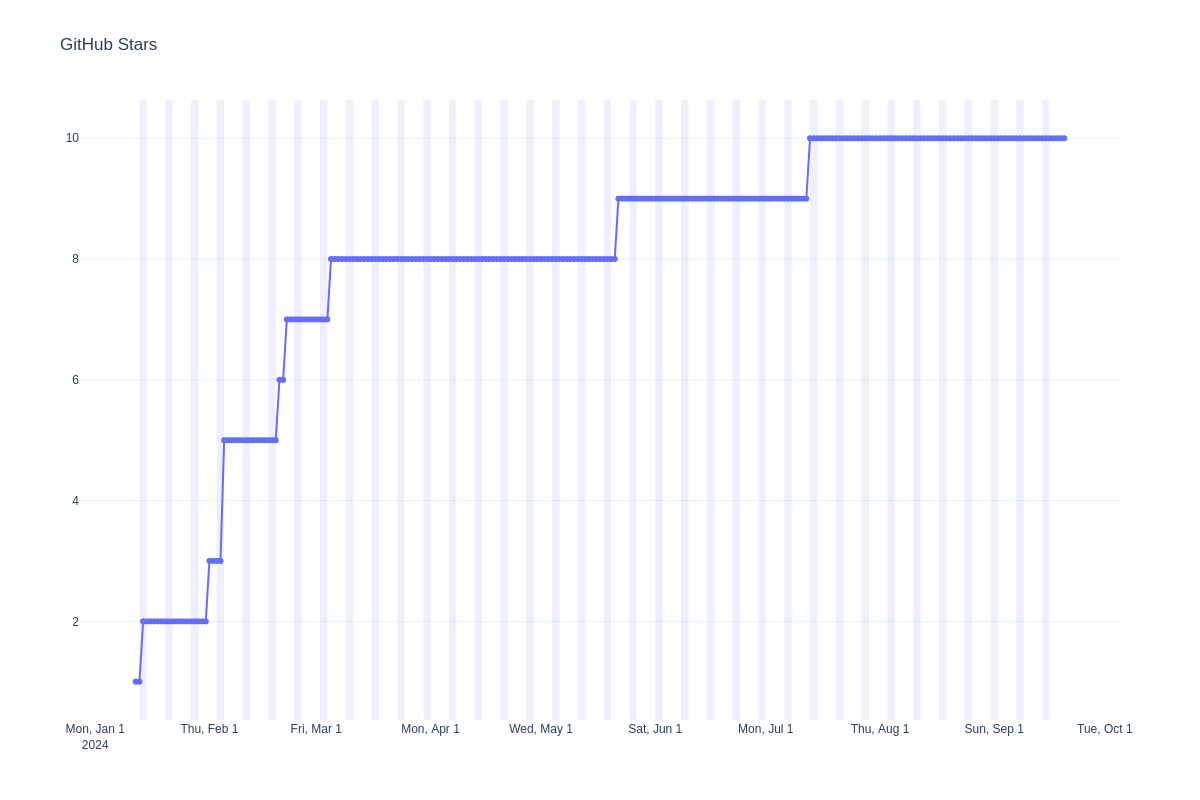 GitHub Stars
10
8
6
4
2
Mon, Jan 1
2024
Thu, Feb 1
Fri, Mar 1
Mon, Apr 1
Wed, May 1
Sat, Jun 1
Mon, Jul 1
Thu, Aug 1
Sun, Sep 1
Tue, Oct 1